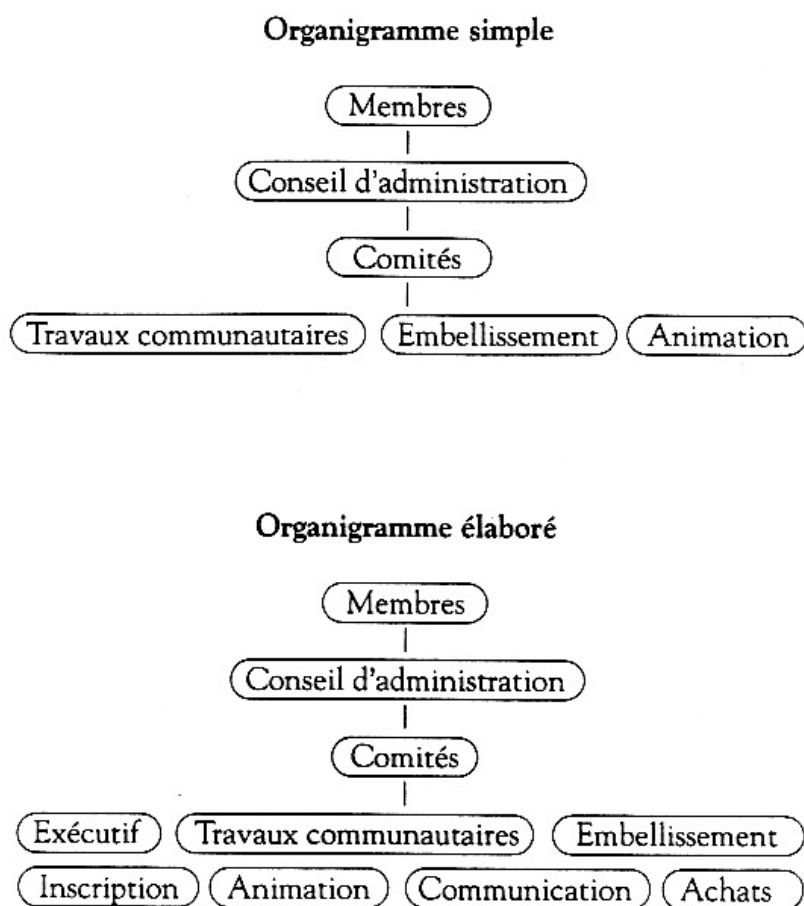 Organigramme simple
Membres
Conseil d'administration
Comités
Travaux communautaires Embellissement Animation
Organigramme élaboré
Membres
Conseil d'administration
Comités
Exécutif Travaux communautaires Embellissement
Inscription Animation Communication Achats